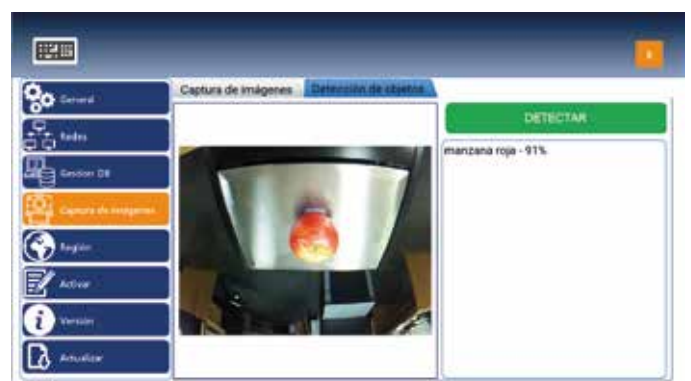 General
Redes
Gestion DB
Captura de imágenes
Región
Activar
Versión
Actualizar
Captura de imágenes
Detección de objetos
DETECTAR
manzana roja - 91%